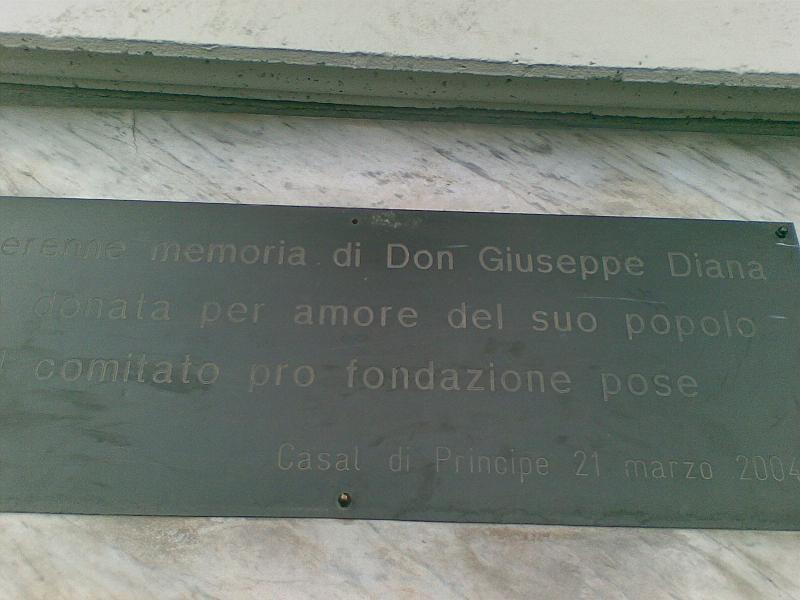 erenne memoria di Don Giuseppe Diana
donata per amore del suo popolo
comitato pro fondazione pose
Casal di Principe 21 marzo 2004